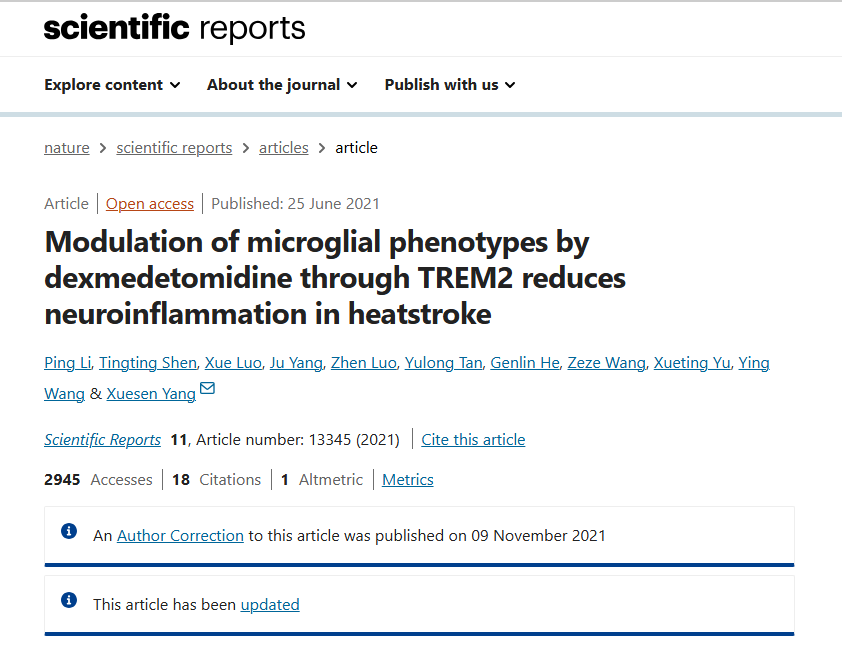 scientific reports
Explore content About the journal Publish with us
nature > scientific reports > articles > article
Article | Open access | Published: 25 June 2021
Modulation of microglial phenotypes by
dexmedetomidine through TREM2 reduces
neuroinflammation in heatstroke
Ping Li, Tingting Shen, Xue Luo, Ju Yang, Zhen Luo, Yulong Tan, Genlin He, Zeze Wang, Xueting Yu, Ying
Wang & Xuesen Yang
Scientific Reports 11, Article number: 13345 (2021) | Cite this article
2945 Accesses | 18 Citations | 1 Altmetric | Metrics
An Author Correction to this article was published on 09 November 2021
This article has been updated